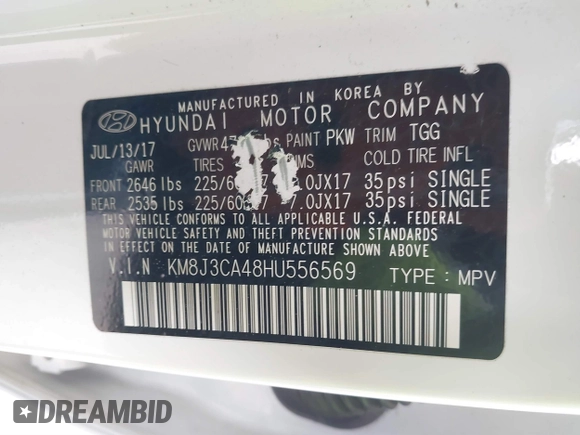 MANUFACTURED IN KOREA BY
HYUNDAI MOTOR COMPANY
JUL/13/17 PAINT PKW TRIM TGG
GAWR TIRES COLD TIRE INFL
FRONT 2646 lbs 35psi SINGLE
REAR 2535 lbs 35psi SINGLE
THIS VEHICLE CONFORMS TO ALL APPLICABLE U.S.A. FEDERAL
MOTOR VEHICLE SAFETY AND THEFT PREVENTION STANDARDS
IN EFFECT ON THE DATE OF MANUFACTURE SHOWN ABOVE.
V.I.N KM8J3CA48HU556569 TYPE: MPV
DREAMBID